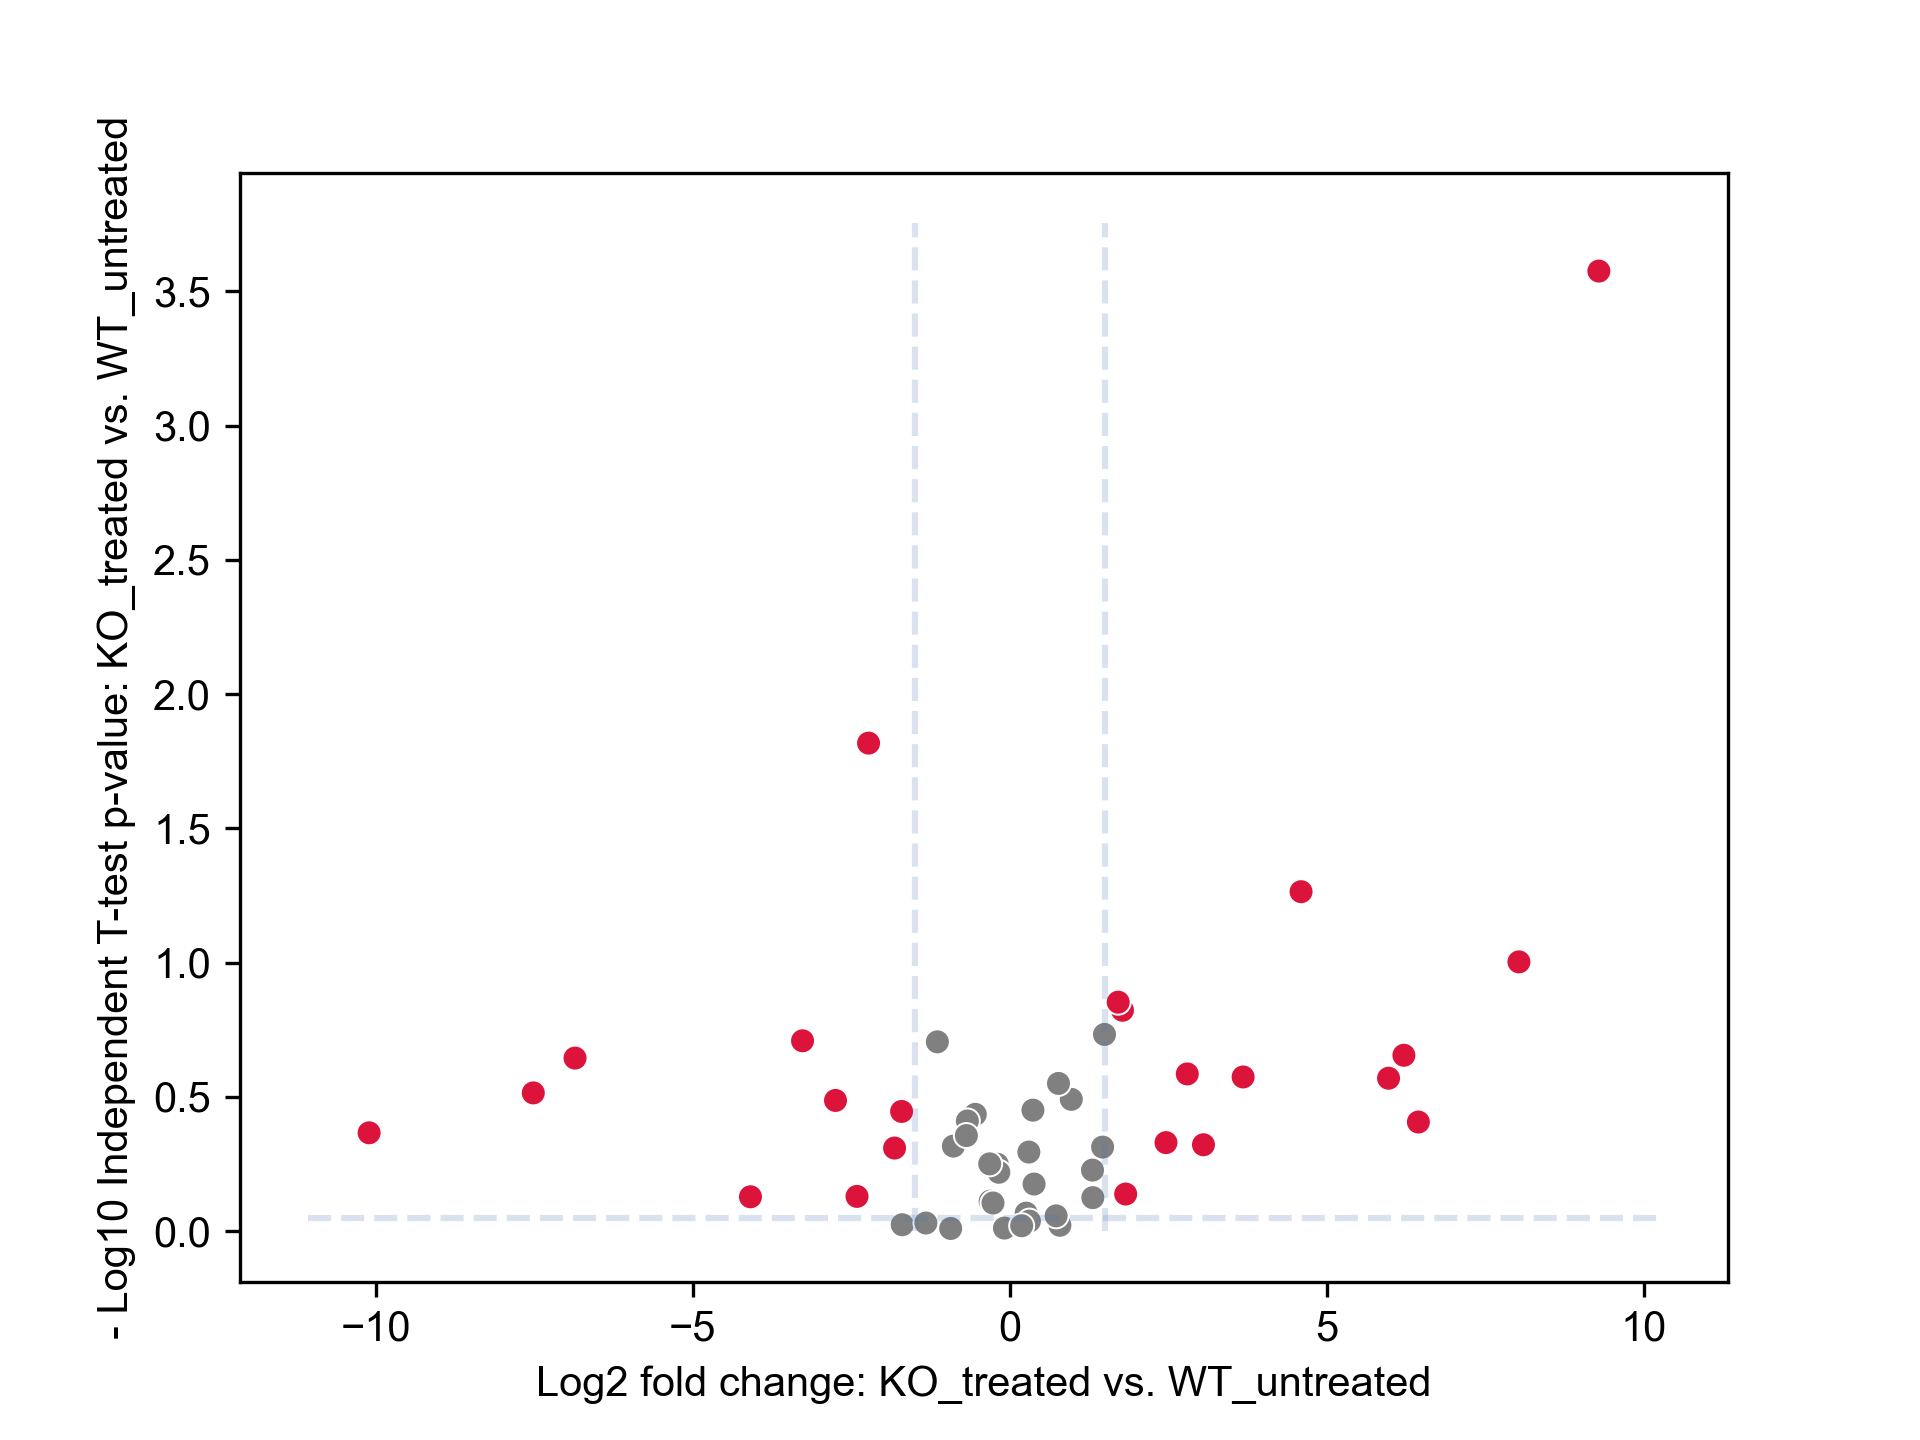 - Log10 Independent T-test p-value: KO_treated vs. WT_untreated
3.5
3.0
2.5
2.0
1.5
1.0
0.5
0.0
−10 −5 0 5 10
Log2 fold change: KO_treated vs. WT_untreated